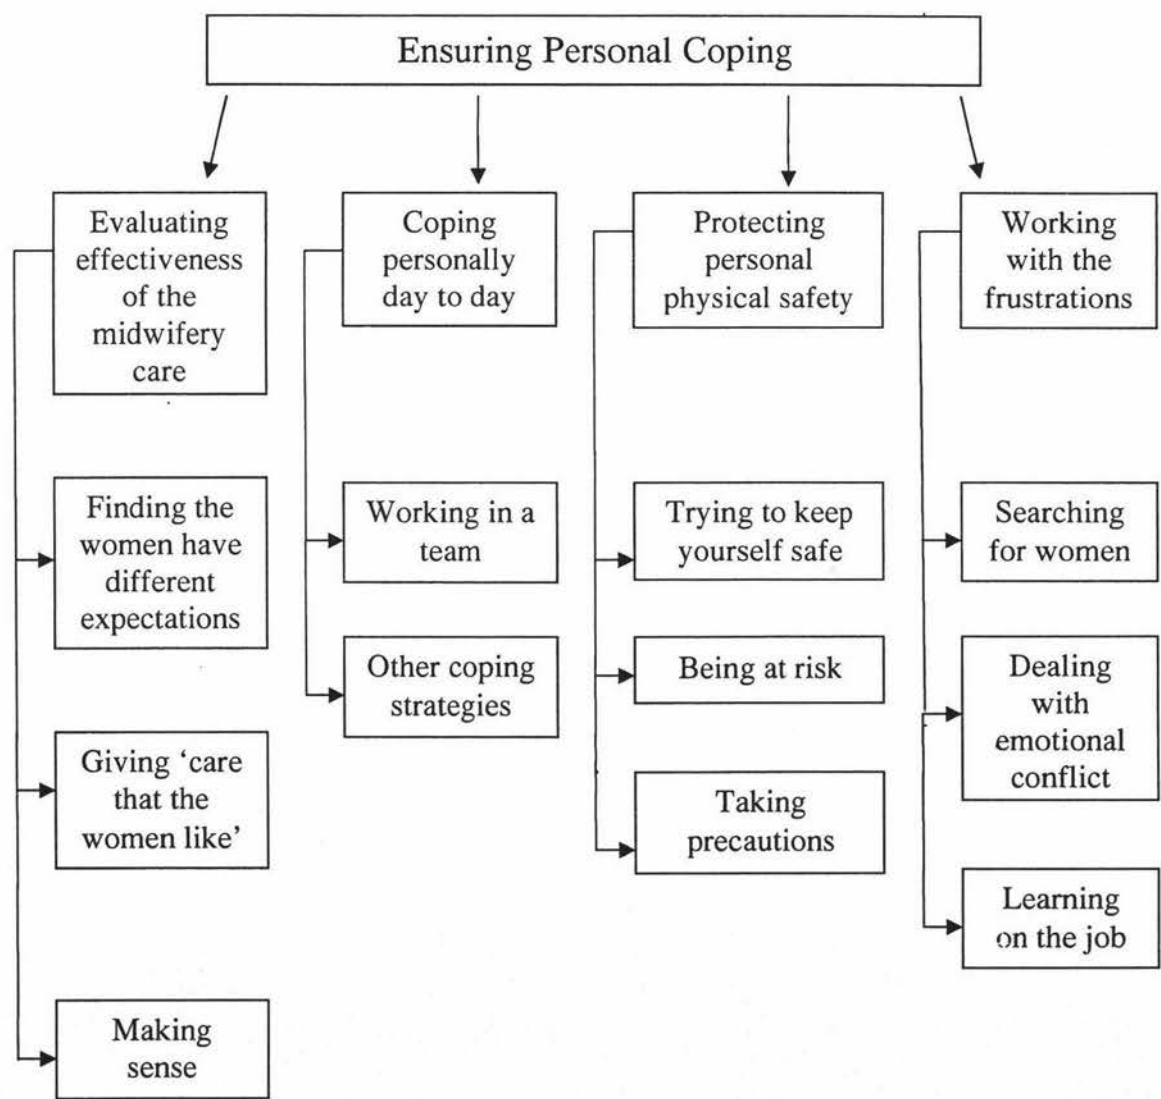 Ensuring Personal Coping
Evaluating
effectiveness
of the
midwifery
care
Finding the
women have
different
expectations
Giving ‘care
that the
women like’
Making
sense
Coping
personally
day to day
Working in a
team
Other coping
strategies
Protecting
personal
physical safety
Trying to keep
yourself safe
Being at risk
Taking
precautions
Working
with the
frustrations
Searching
for women
Dealing
with
emotional
conflict
Learning
on the job